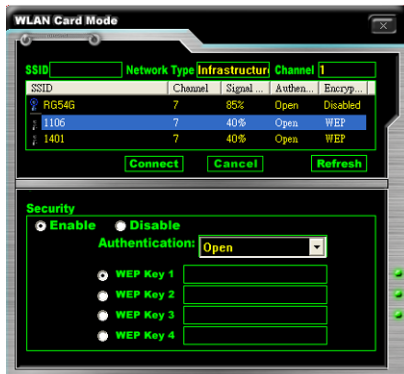 WLAN Card Mode
SSID Network Type Infrastructur Channel 1
SSID Channel Signal ... Authen... Encryp...
RG54G 7 85% Open Disabled
1106 7 40% Open WEP
1401 7 40% Open WEP
Connect Cancel Refresh
Security
Enable Disable
Authentication: Open
WEP Key 1
WEP Key 2
WEP Key 3
WEP Key 4